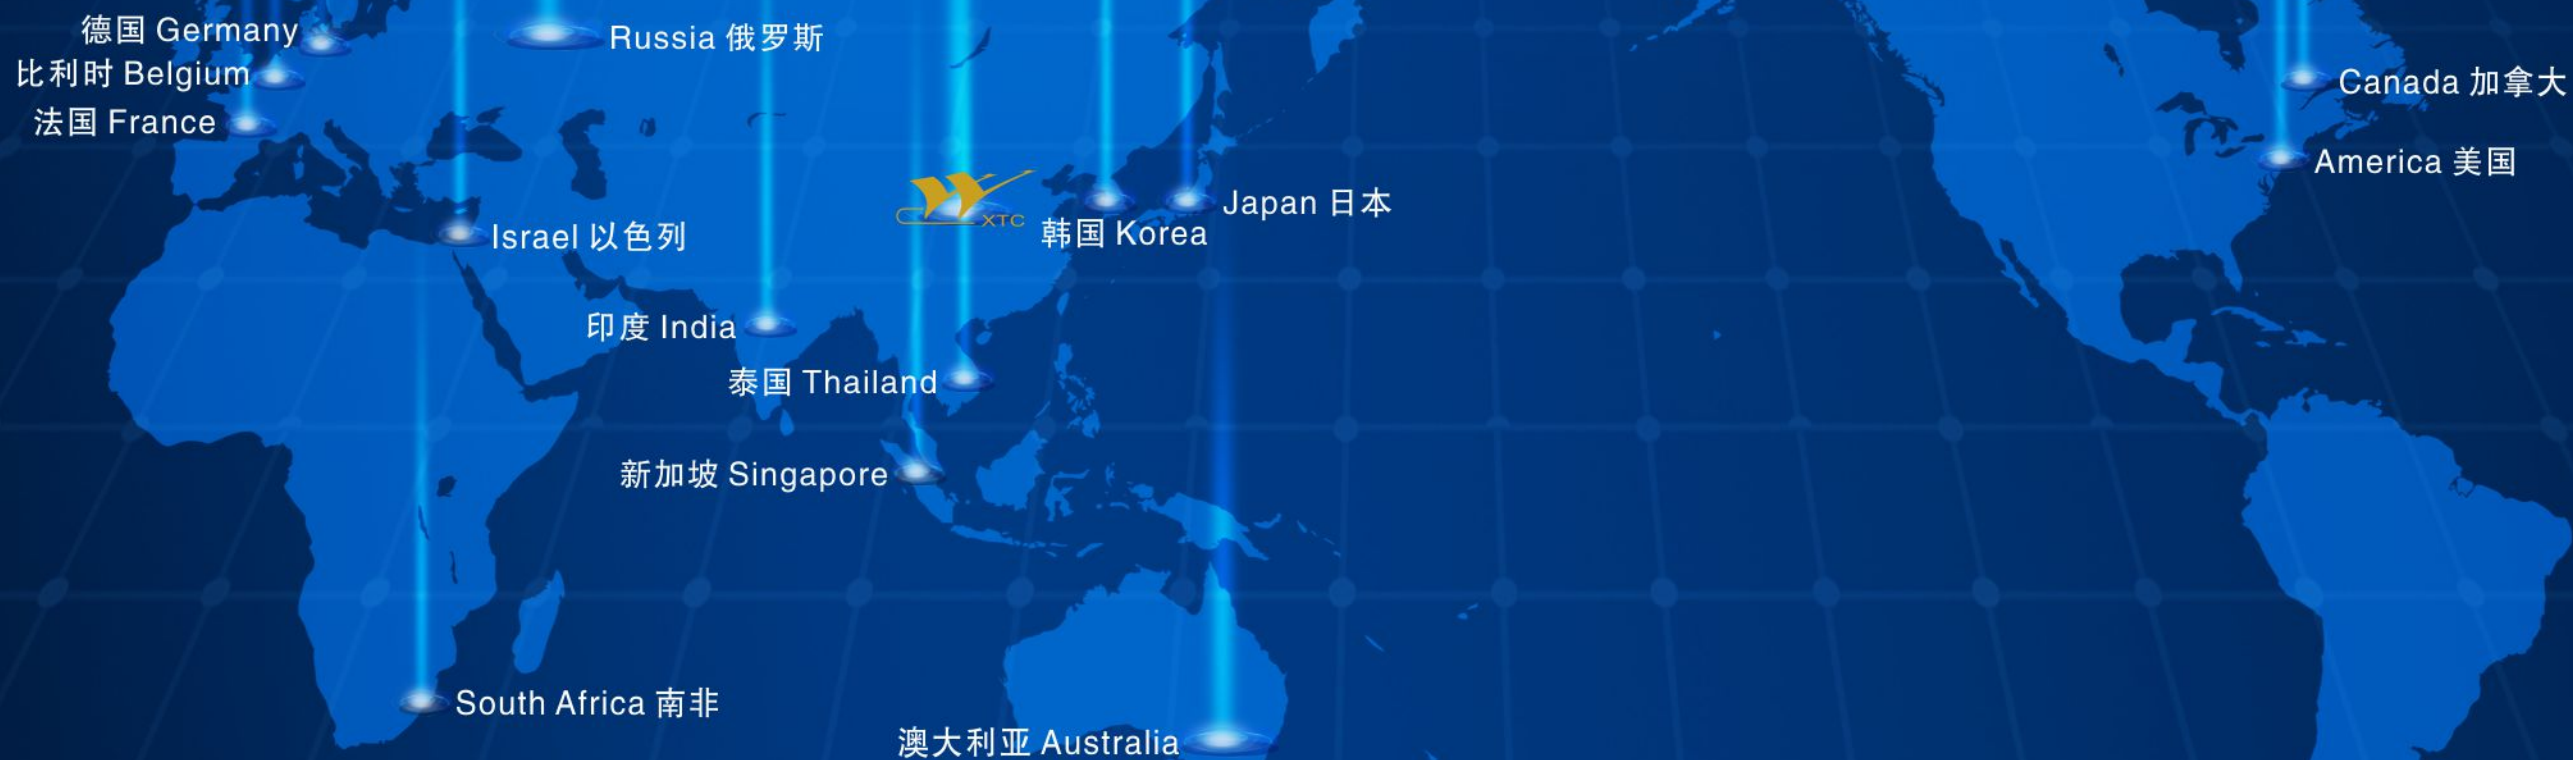 德国 Germany
Russia 俄罗斯
比利时 Belgium
Canada 加拿大
法国 France
America 美国
Japan 日本
XTC
韩国 Korea
Israel 以色列
印度 India
泰国 Thailand
新加坡 Singapore
South Africa 南非
澳大利亚 Australia